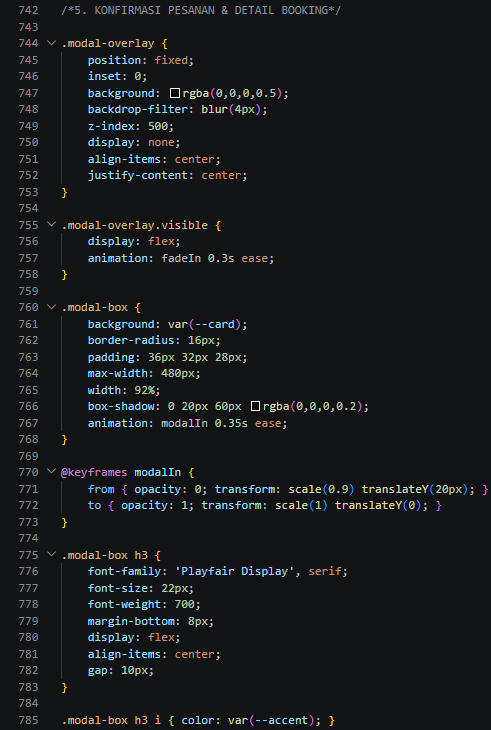 742 /*5. KONFIRMASI PESANAN & DETAIL BOOKING*/
743
744 .modal-overlay {
745 position: fixed;
746 inset: 0;
747 background: rgba(0,0,0,0.5);
748 backdrop-filter: blur(4px);
749 z-index: 500;
750 display: none;
751 align-items: center;
752 justify-content: center;
753 }
754
755 .modal-overlay.visible {
756 display: flex;
757 animation: fadeIn 0.3s ease;
758 }
759
760 .modal-box {
761 background: var(--card);
762 border-radius: 16px;
763 padding: 36px 32px 28px;
764 max-width: 480px;
765 width: 92%;
766 box-shadow: 0 20px 60px rgba(0,0,0,0.2);
767 animation: modalIn 0.35s ease;
768 }
769
770 @keyframes modalIn {
771 from { opacity: 0; transform: scale(0.9) translateY(20px); }
772 to { opacity: 1; transform: scale(1) translateY(0); }
773 }
774
775 .modal-box h3 {
776 font-family: 'Playfair Display', serif;
777 font-size: 22px;
778 font-weight: 700;
779 margin-bottom: 8px;
780 display: flex;
781 align-items: center;
782 gap: 10px;
783 }
784
785 .modal-box h3 i { color: var(--accent); }